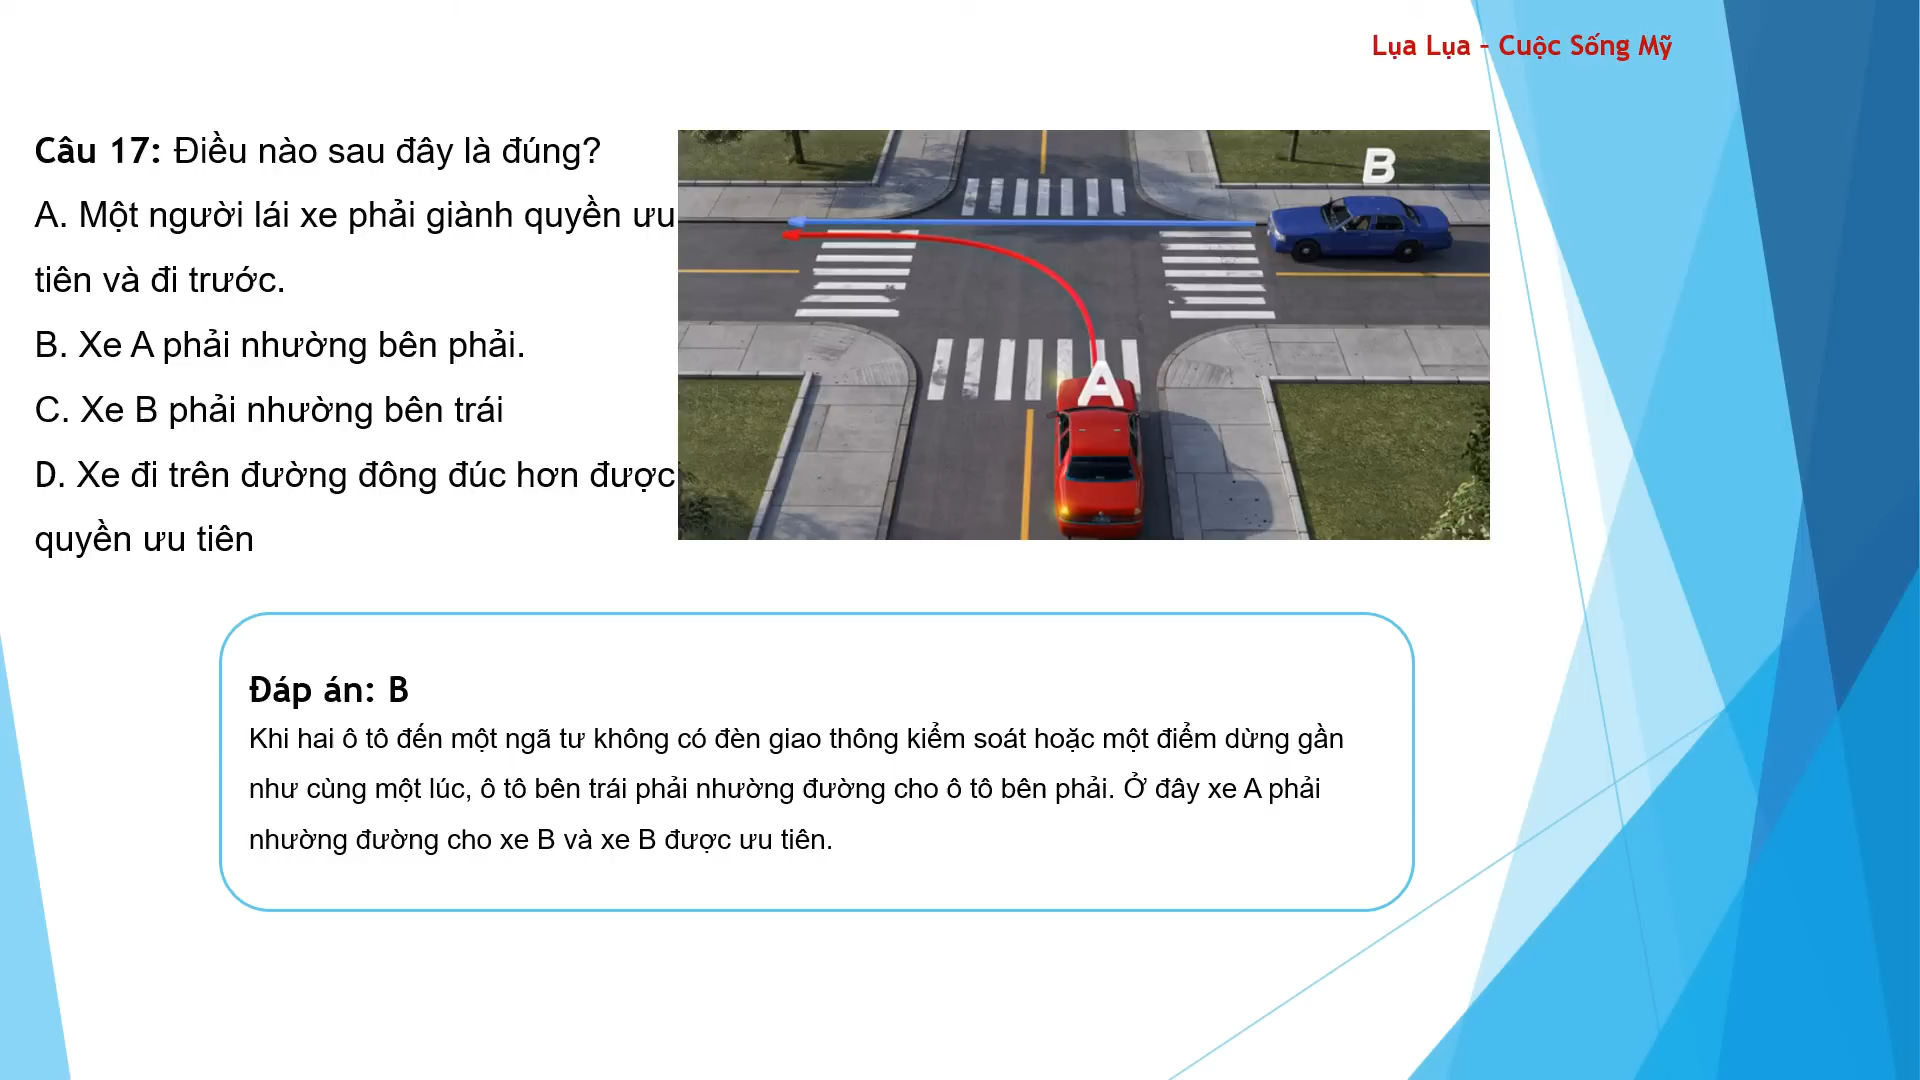 Lụa Lụa - Cuộc Sống Mỹ
Câu 17: Điều nào sau đây là đúng?
A. Một người lái xe phải giành quyền ưu
tiên và đi trước.
B. Xe A phải nhường bên phải.
C. Xe B phải nhường bên trái
D. Xe đi trên đường đông đúc hơn được
quyền ưu tiên
B
A
Đáp án: B
Khi hai ô tô đến một ngã tư không có đèn giao thông kiểm soát hoặc một điểm dừng gần
như cùng một lúc, ô tô bên trái phải nhường đường cho ô tô bên phải. Ở đây xe A phải
nhường đường cho xe B và xe B được ưu tiên.